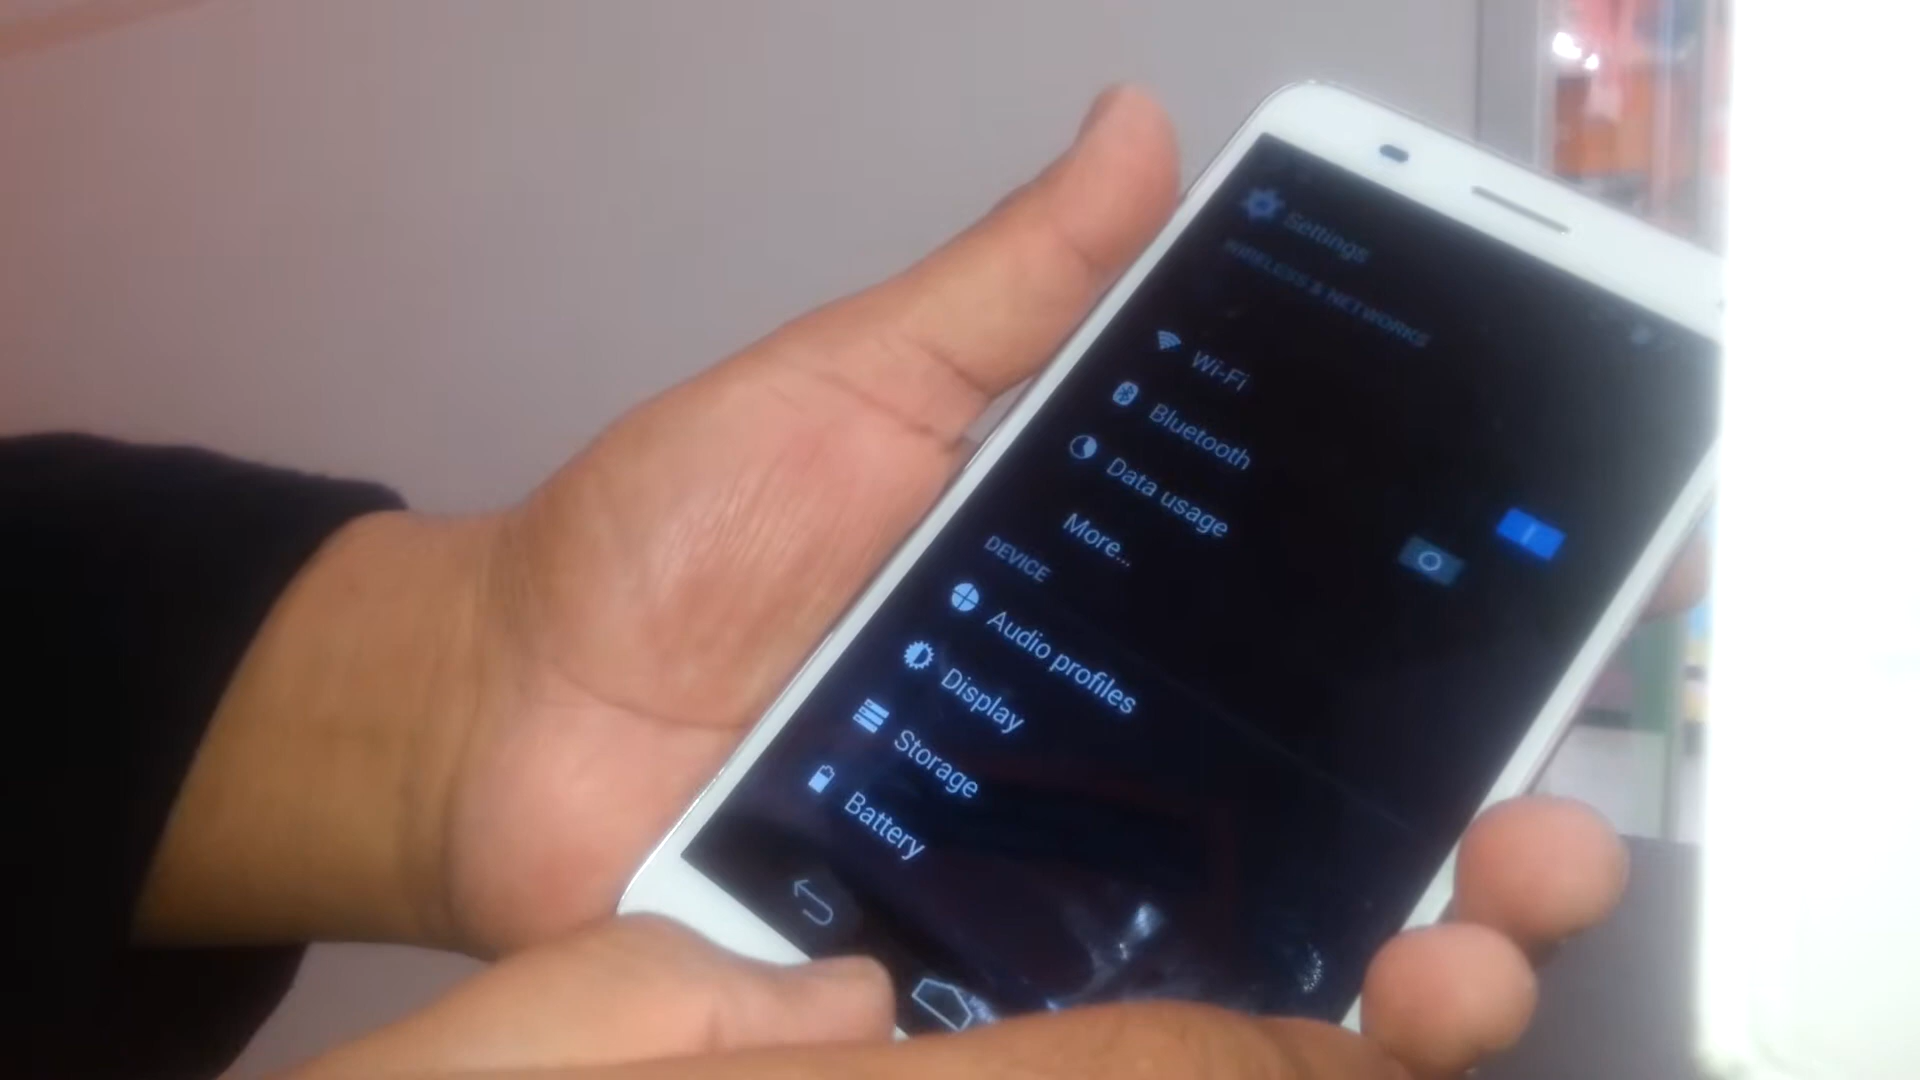 Settings
WIRELESS & NETWORKS
Wi-Fi
Bluetooth
Data usage
More...
DEVICE
Audio profiles
Display
Storage
Battery